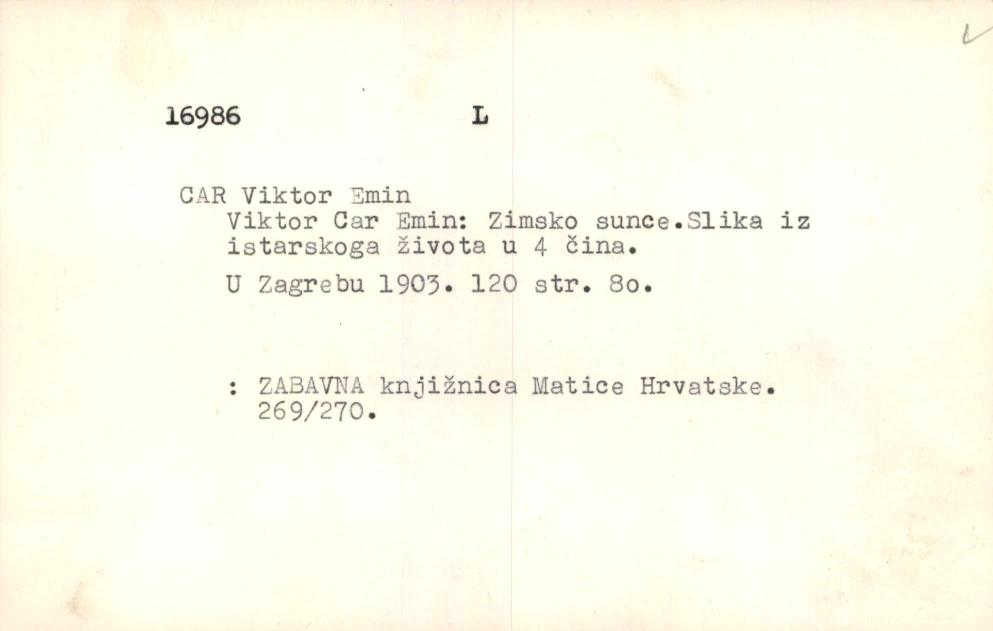 16986 L
CAR Viktor Emin
Viktor Car Emin: Zimsko sunce.Slika iz
istarskoga života u 4 čina.
U Zagrebu 1903. 120 str. 8o.
: ZABAVNA knjižnica Matice Hrvatske.
269/270.